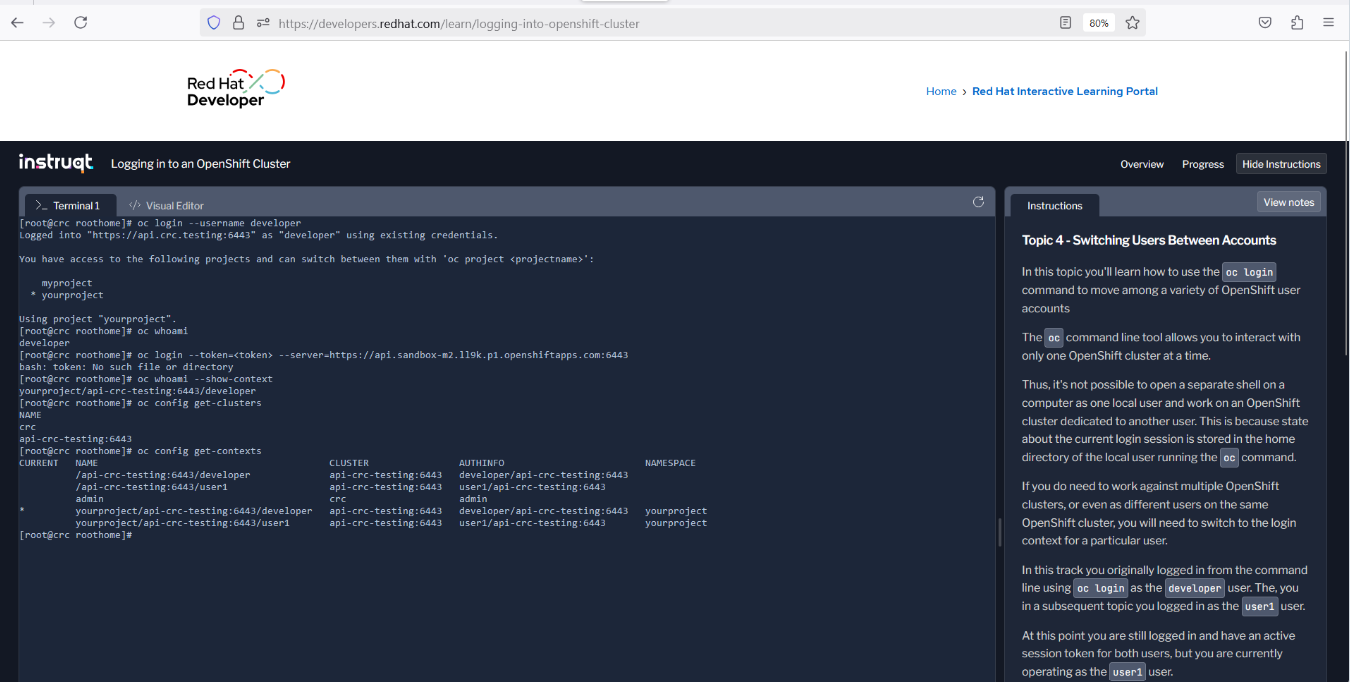 https://developers.redhat.com/learn/logging-into-openshift-cluster
80%
Red Hat
Developer
Home › Red Hat Interactive Learning Portal
instruqt
Logging in to an OpenShift Cluster
Overview
Progress
Hide Instructions
>_ Terminal 1
</> Visual Editor
[root@crc roothome]# oc login --username developer
Logged into "https://api.crc.testing:6443" as "developer" using existing credentials.
You have access to the following projects and can switch between them with 'oc project <projectname>':
myproject
* yourproject
Using project "yourproject".
[root@crc roothome]# oc whoami
developer
[root@crc roothome]# oc login --token=<token> --server=https://api.sandbox-m2.ll9k.p1.openshiftapps.com:6443
bash: token: No such file or directory
[root@crc roothome]# oc whoami --show-context
yourproject/api-crc-testing:6443/developer
[root@crc roothome]# oc config get-clusters
NAME
crc
api-crc-testing:6443
[root@crc roothome]# oc config get-contexts
CURRENT NAME CLUSTER AUTHINFO NAMESPACE
/api-crc-testing:6443/developer api-crc-testing:6443 developer/api-crc-testing:6443
/api-crc-testing:6443/user1 api-crc-testing:6443 user1/api-crc-testing:6443
admin crc admin
* yourproject/api-crc-testing:6443/developer api-crc-testing:6443 developer/api-crc-testing:6443 yourproject
yourproject/api-crc-testing:6443/user1 api-crc-testing:6443 user1/api-crc-testing:6443 yourproject
[root@crc roothome]#
Instructions
View notes
Topic 4 - Switching Users Between Accounts
In this topic you'll learn how to use the oc login
command to move among a variety of OpenShift user
accounts
The oc command line tool allows you to interact with
only one OpenShift cluster at a time.
Thus, it's not possible to open a separate shell on a
computer as one local user and work on an OpenShift
cluster dedicated to another user. This is because state
about the current login session is stored in the home
directory of the local user running the oc command.
If you do need to work against multiple OpenShift
clusters, or even as different users on the same
OpenShift cluster, you will need to switch to the login
context for a particular user.
In this track you originally logged in from the command
line using oc login as the developer user. The, you
in a subsequent topic you logged in as the user1 user.
At this point you are still logged in and have an active
session token for both users, but you are currently
operating as the user1 user.